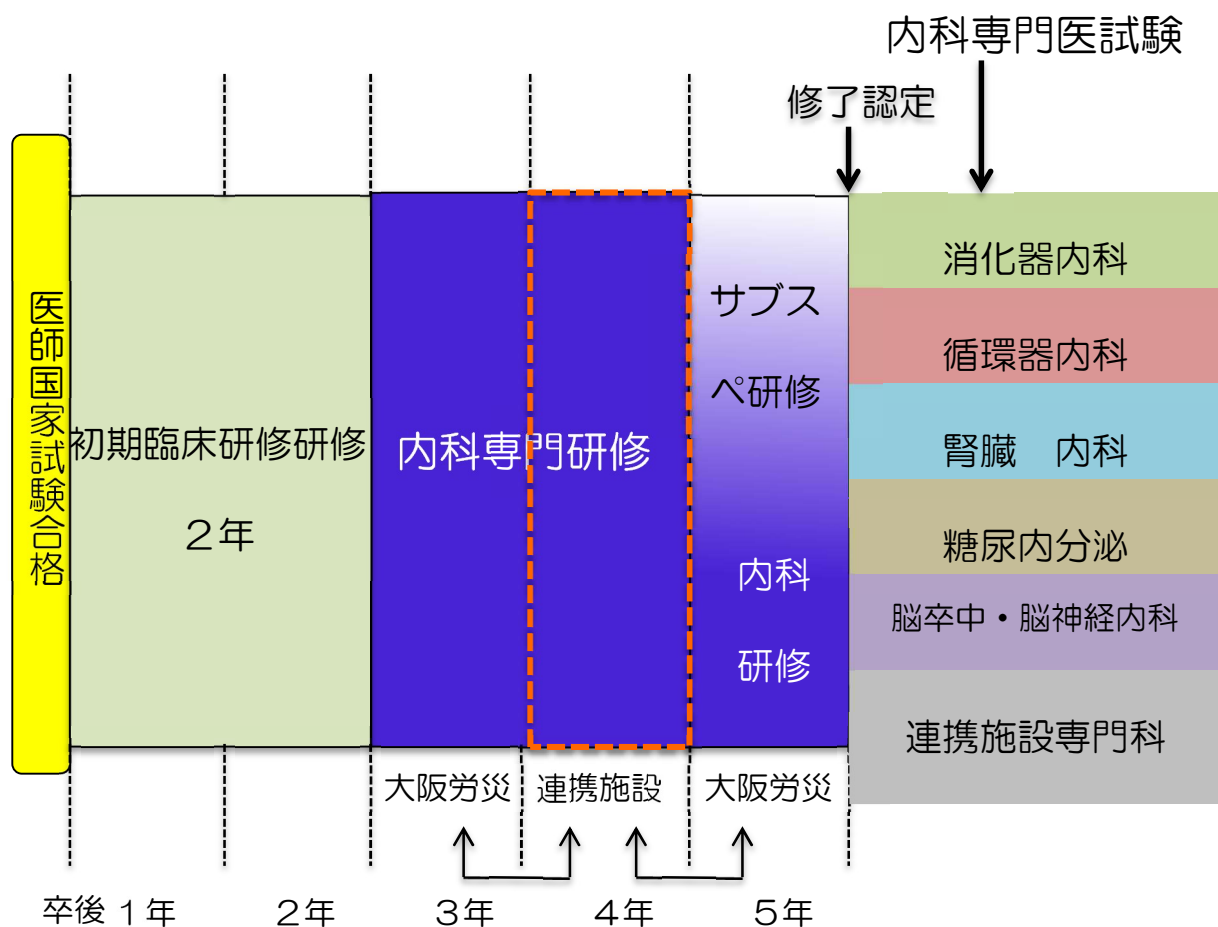 内科専門医試験
修了認定
医師国家試験合格
初期臨床研修研修
２年
内科専門研修
サブス
ペ研修
内科
研修
消化器内科
循環器内科
腎臓　内科
糖尿内分泌
脳卒中・脳神経内科
連携施設専門科
大阪労災
連携施設
大阪労災
卒後１年
２年
３年
４年
５年